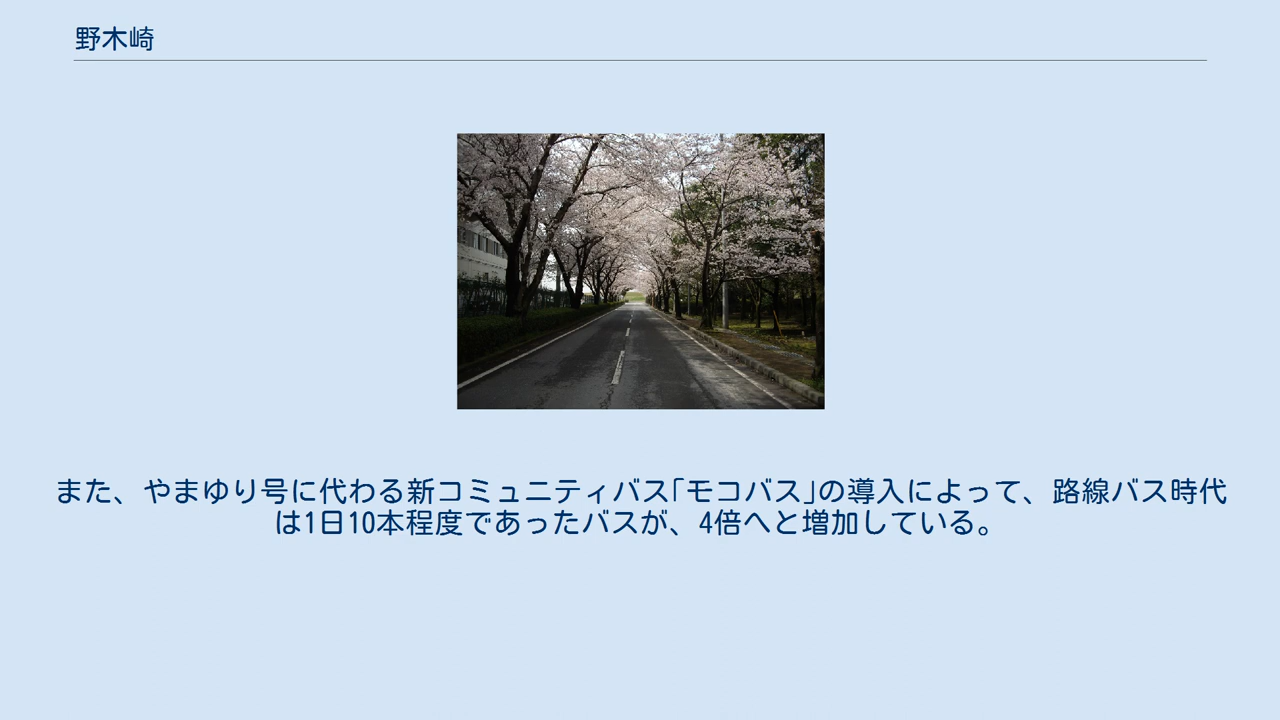 野木崎
また、やまゆり号に代わる新コミュニティバス｢モコバス｣の導入によって、路線バス時代
は1日10本程度であったバスが、4倍へと増加している。